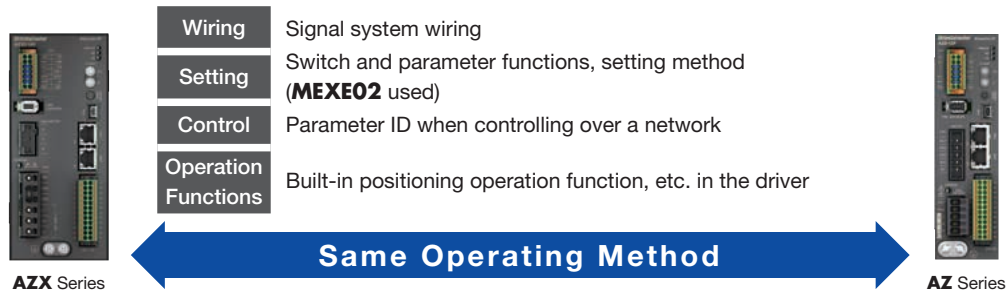 Wiring Signal system wiring
Setting Switch and parameter functions, setting method
(MEXE02 used)
Control Parameter ID when controlling over a network
Operation
Functions Built-in positioning operation function, etc. in the driver
Same Operating Method
AZX Series
AZ Series